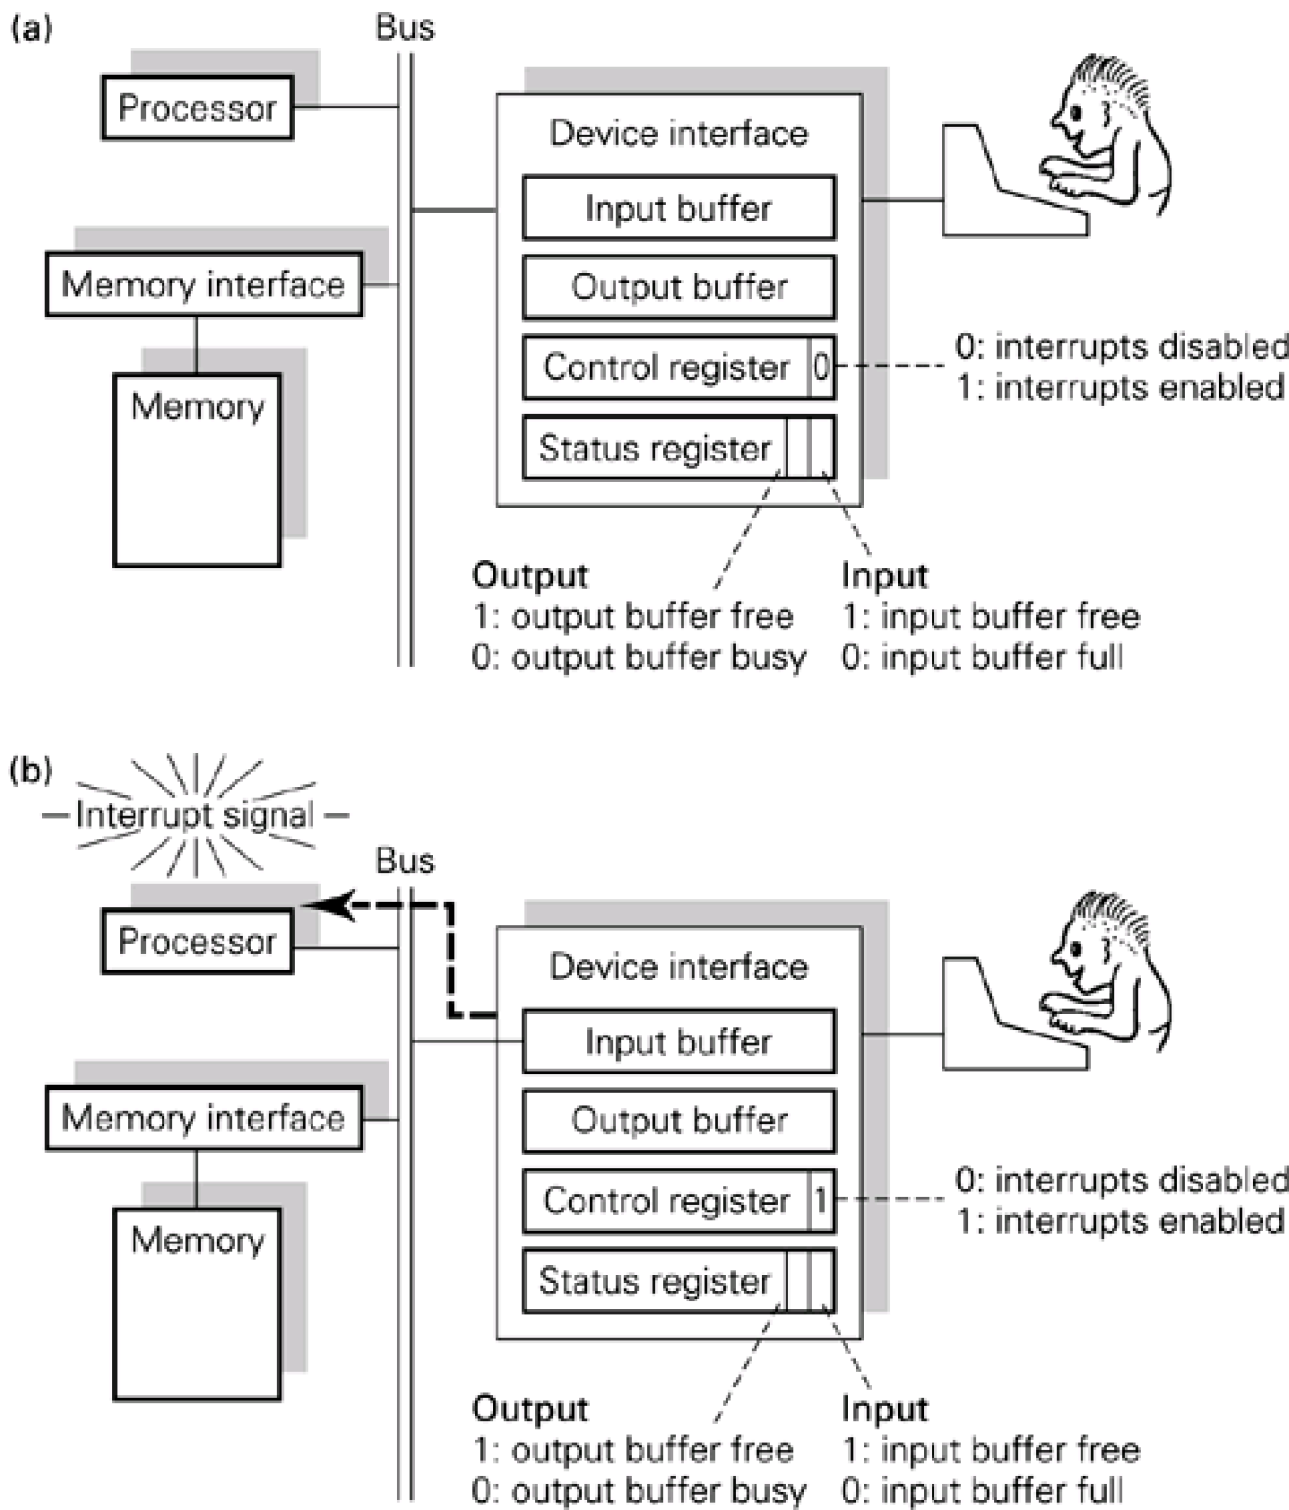 (a)
Bus
Processor
Device interface
Input buffer
Memory interface
Output buffer
Control register 0
0: interrupts disabled
1: interrupts enabled
Memory
Status register
Output
1: output buffer free
0: output buffer busy
Input
1: input buffer free
0: input buffer full
(b)
Interrupt signal
Bus
Processor
Device interface
Input buffer
Memory interface
Output buffer
Control register 1
0: interrupts disabled
1: interrupts enabled
Memory
Status register
Output
1: output buffer free
0: output buffer busy
Input
1: input buffer free
0: input buffer full